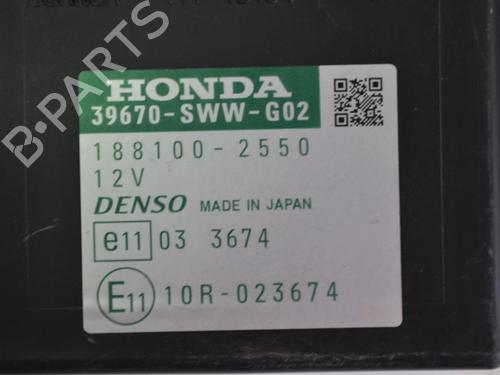 B-PARTS
HONDA
39670-SWW-G02
188100-2550
12V
DENSO MADE IN JAPAN
e11 03 3674
E11 10R-023674